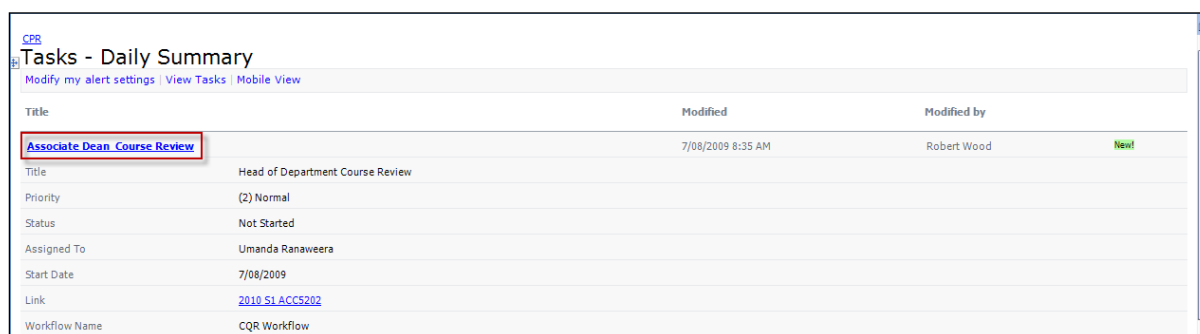 CPR
Tasks - Daily Summary
Modify my alert settings | View Tasks | Mobile View
Title Modified Modified by
Associate Dean Course Review 7/08/2009 8:35 AM Robert Wood New!
Title Head of Department Course Review
Priority (2) Normal
Status Not Started
Assigned To Umanda Ranaweera
Start Date 7/08/2009
Link 2010 S1 ACC5202
Workflow Name CQR Workflow